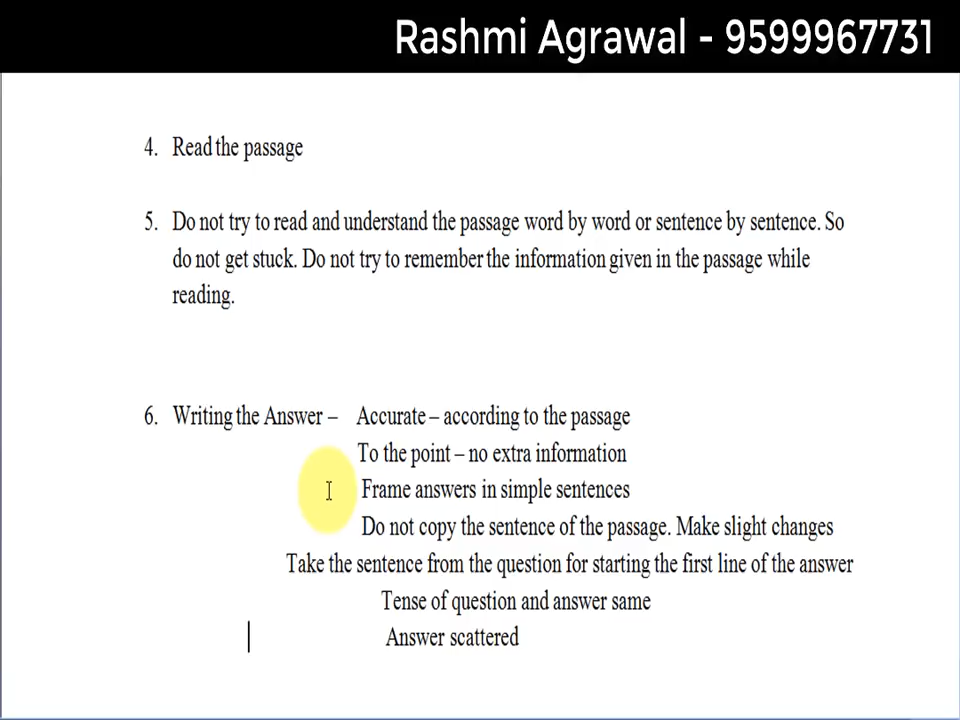 Rashmi Agrawal - 9599967731
4. Read the passage
5. Do not try to read and understand the passage word by word or sentence by sentence. So
do not get stuck. Do not try to remember the information given in the passage while
reading.
6. Writing the Answer – Accurate – according to the passage
To the point – no extra information
Frame answers in simple sentences
Do not copy the sentence of the passage. Make slight changes
Take the sentence from the question for starting the first line of the answer
Tense of question and answer same
Answer scattered